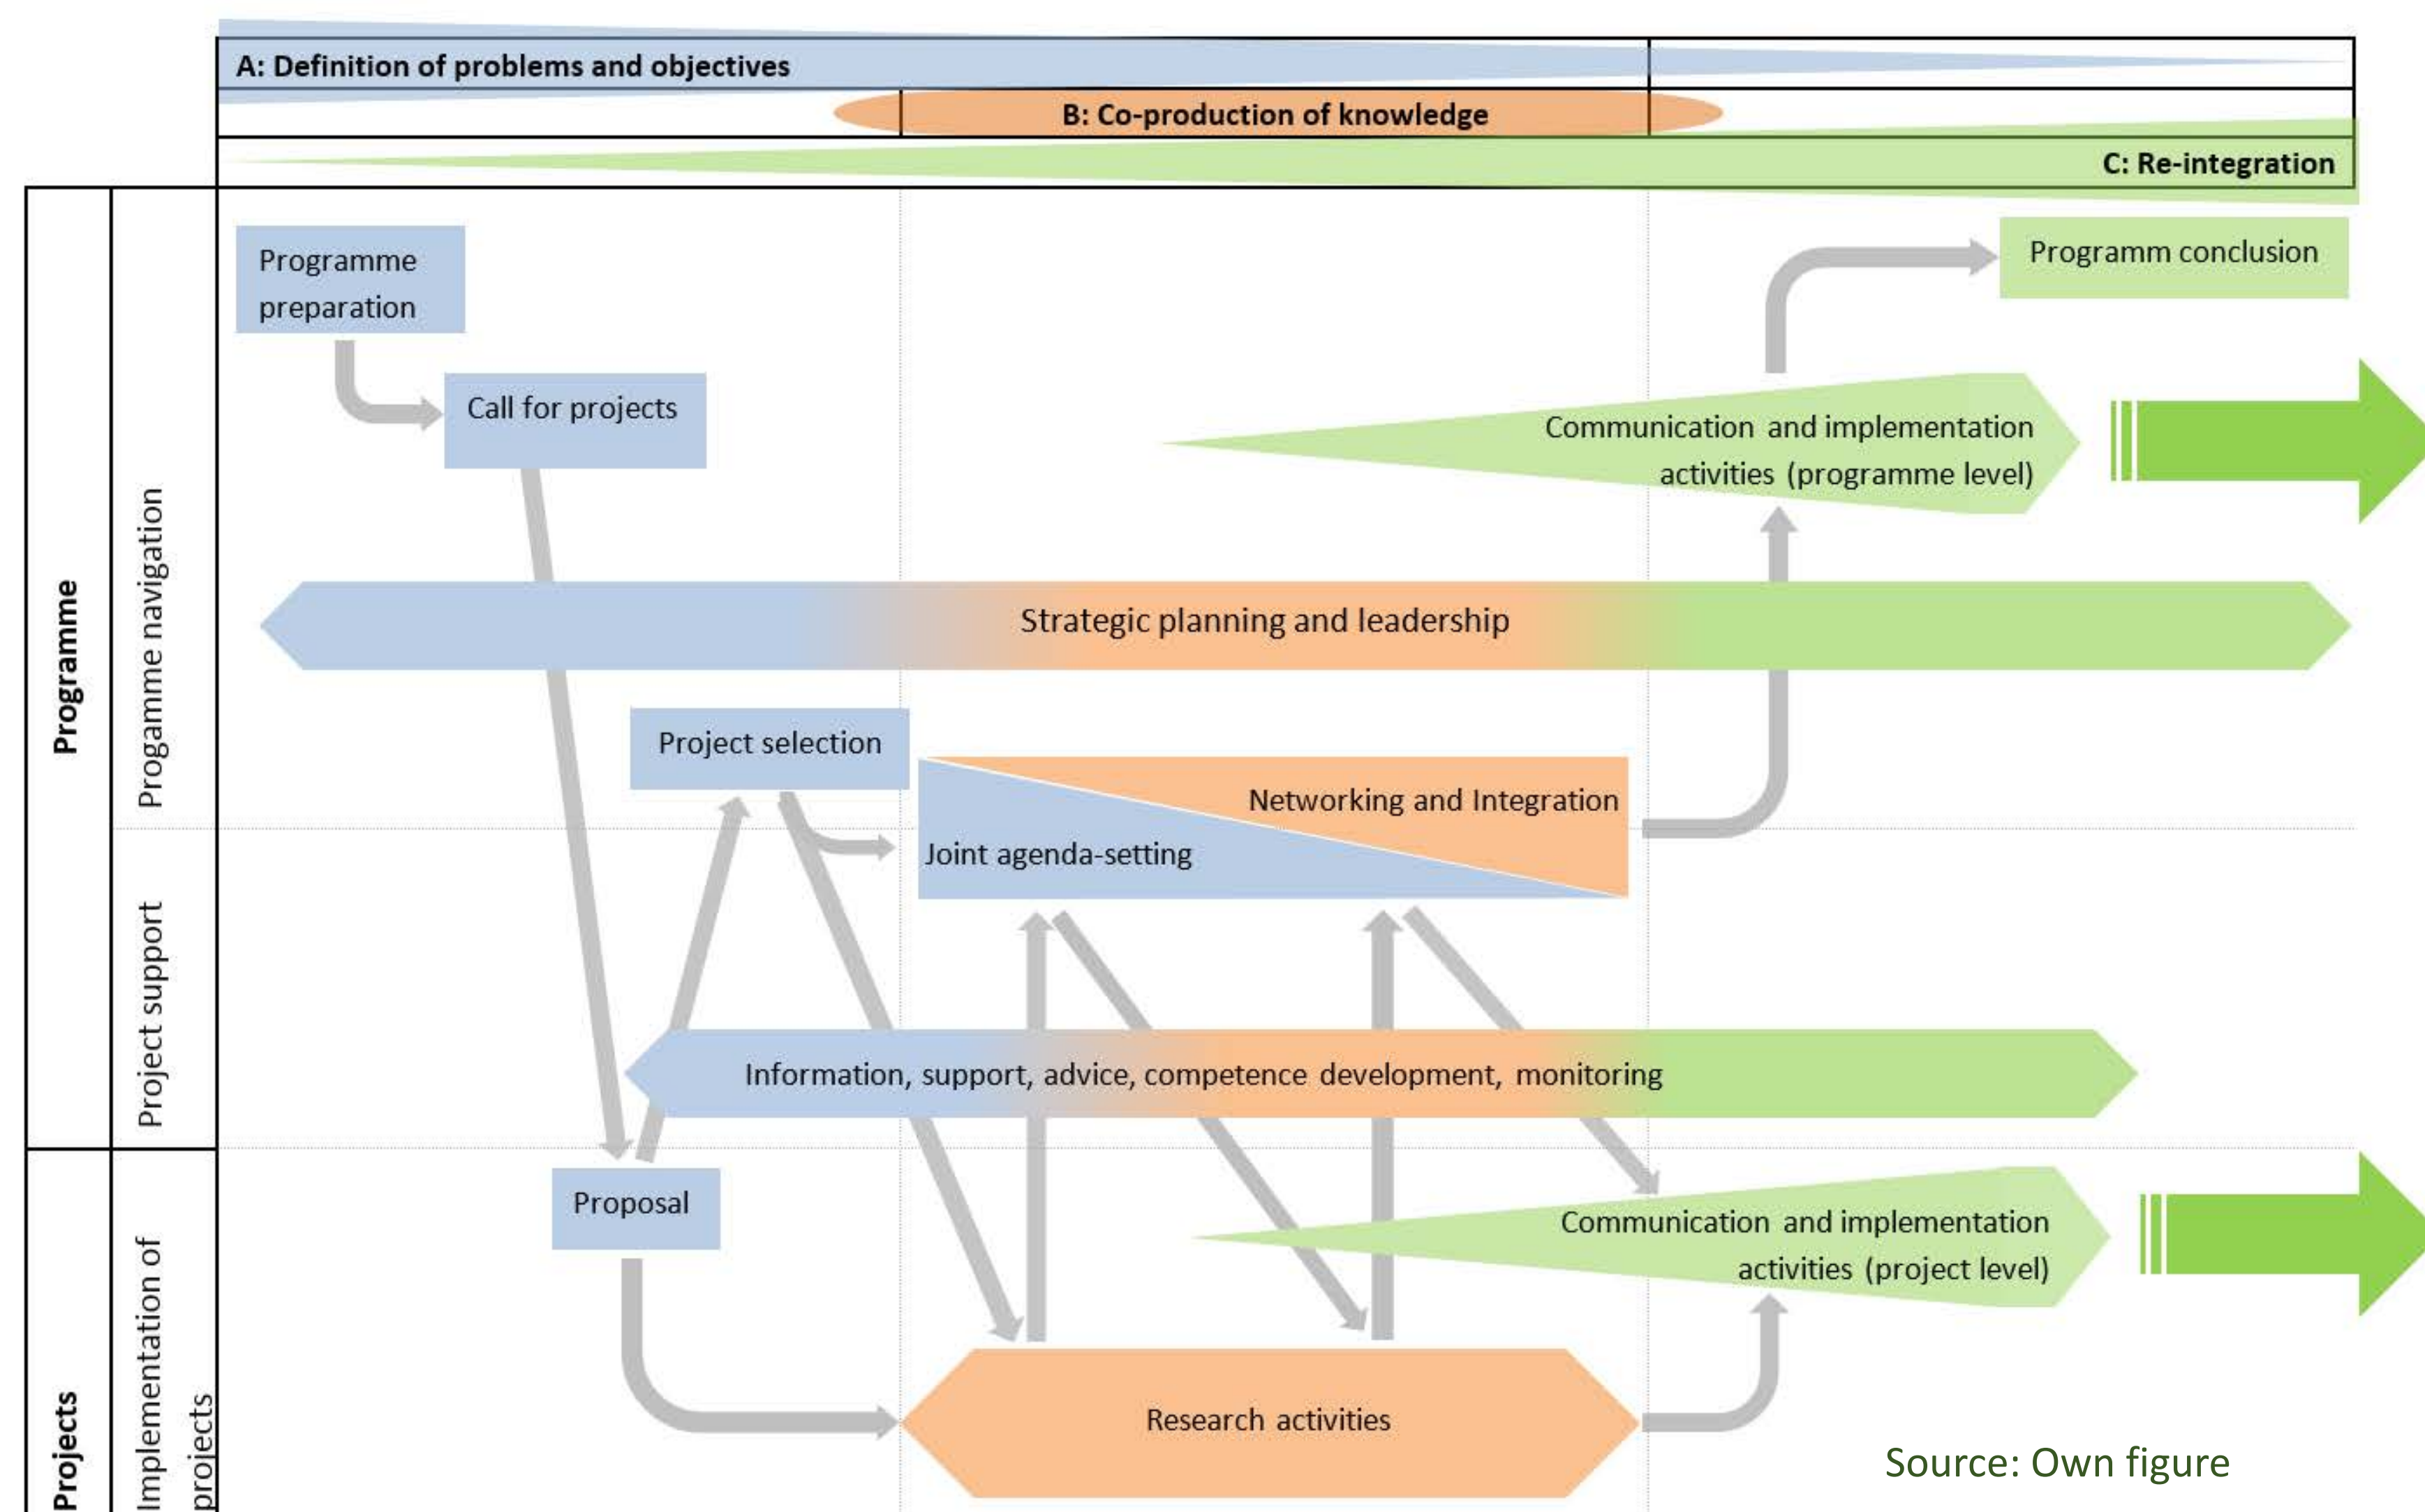 A: Definition of problems and objectives
B: Co-production of knowledge
C: Re-integration
Programme
Progamme navigation
Project support
Projects
Implementation of
projects
Programme
preparation
Call for projects
Programm conclusion
Communication and implementation
activities (programme level)
Strategic planning and leadership
Project selection
Networking and Integration
Joint agenda-setting
Information, support, advice, competence development, monitoring
Proposal
Communication and implementation
activities (project level)
Research activities
Source: Own figure